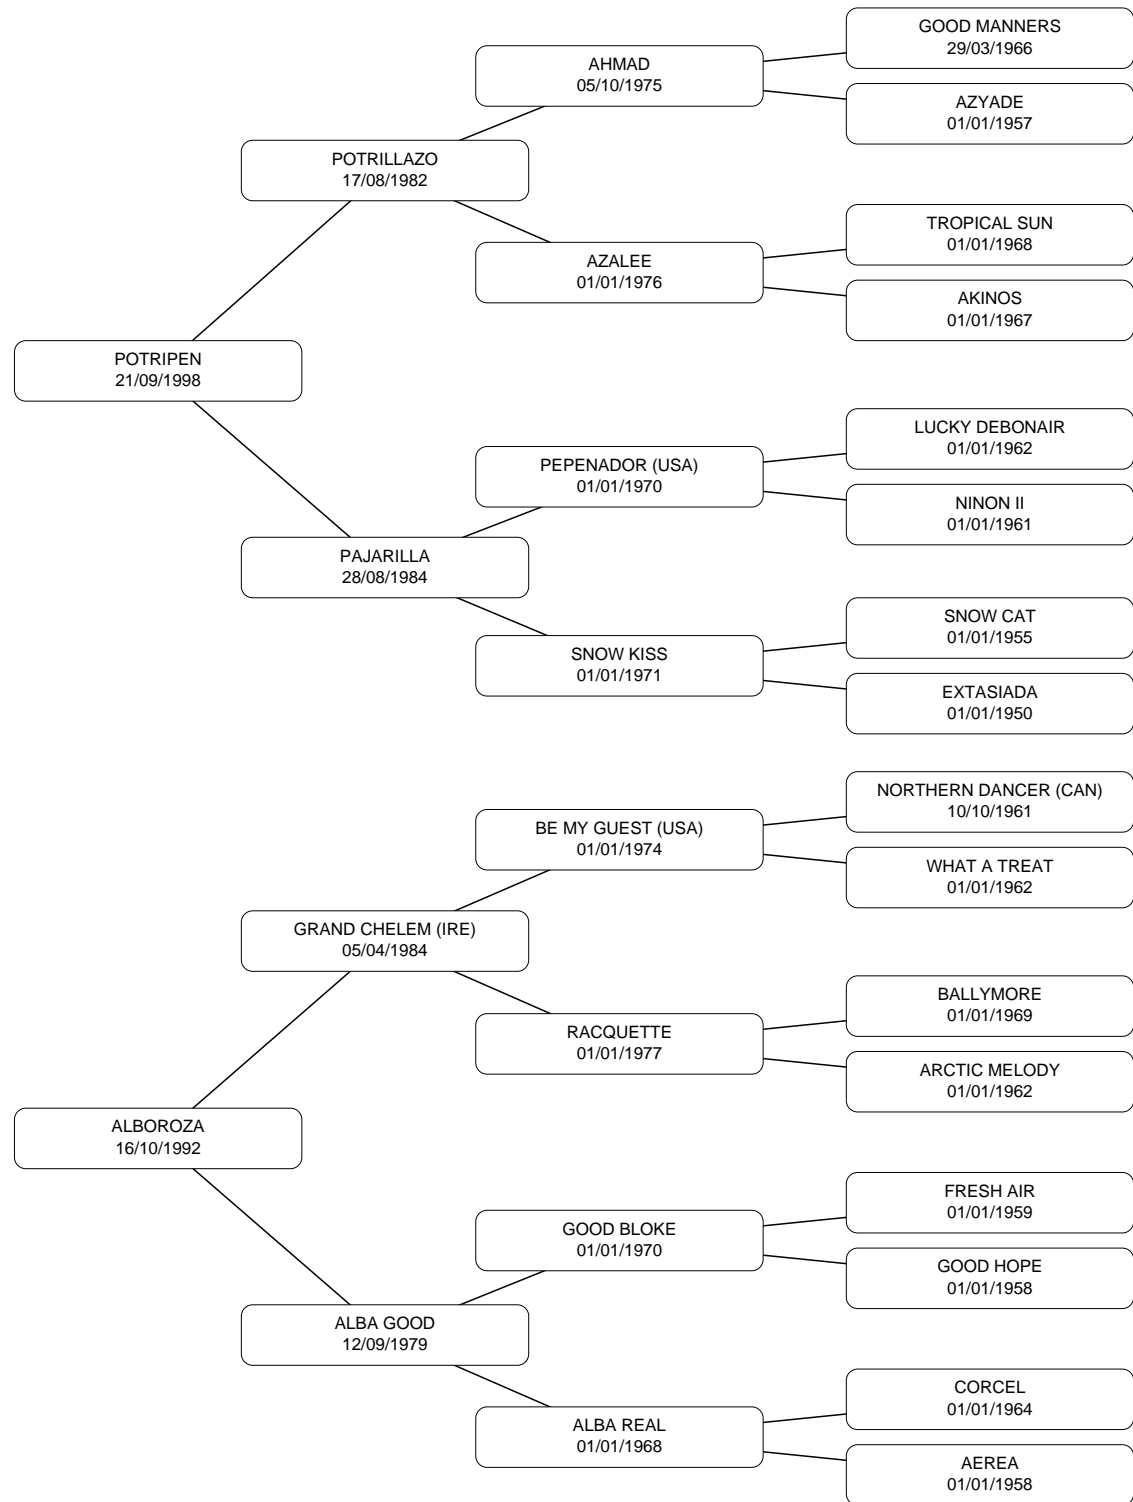 GOOD MANNERS
29/03/1966
AHMAD
05/10/1975
AZYADE
01/01/1957
POTRILLAZO
17/08/1982
TROPICAL SUN
01/01/1968
AZALEE
01/01/1976
AKINOS
01/01/1967
POTRIPEN
21/09/1998
LUCKY DEBONAIR
01/01/1962
PEPENADOR (USA)
01/01/1970
NINON II
01/01/1961
PAJARILLA
28/08/1984
SNOW CAT
01/01/1955
SNOW KISS
01/01/1971
EXTASIADA
01/01/1950
NORTHERN DANCER (CAN)
10/10/1961
BE MY GUEST (USA)
01/01/1974
WHAT A TREAT
01/01/1962
GRAND CHELEM (IRE)
05/04/1984
BALLYMORE
01/01/1969
RACQUETTE
01/01/1977
ARCTIC MELODY
01/01/1962
ALBOROZA
16/10/1992
FRESH AIR
01/01/1959
GOOD BLOKE
01/01/1970
GOOD HOPE
01/01/1958
ALBA GOOD
12/09/1979
CORCEL
01/01/1964
ALBA REAL
01/01/1968
AEREA
01/01/1958